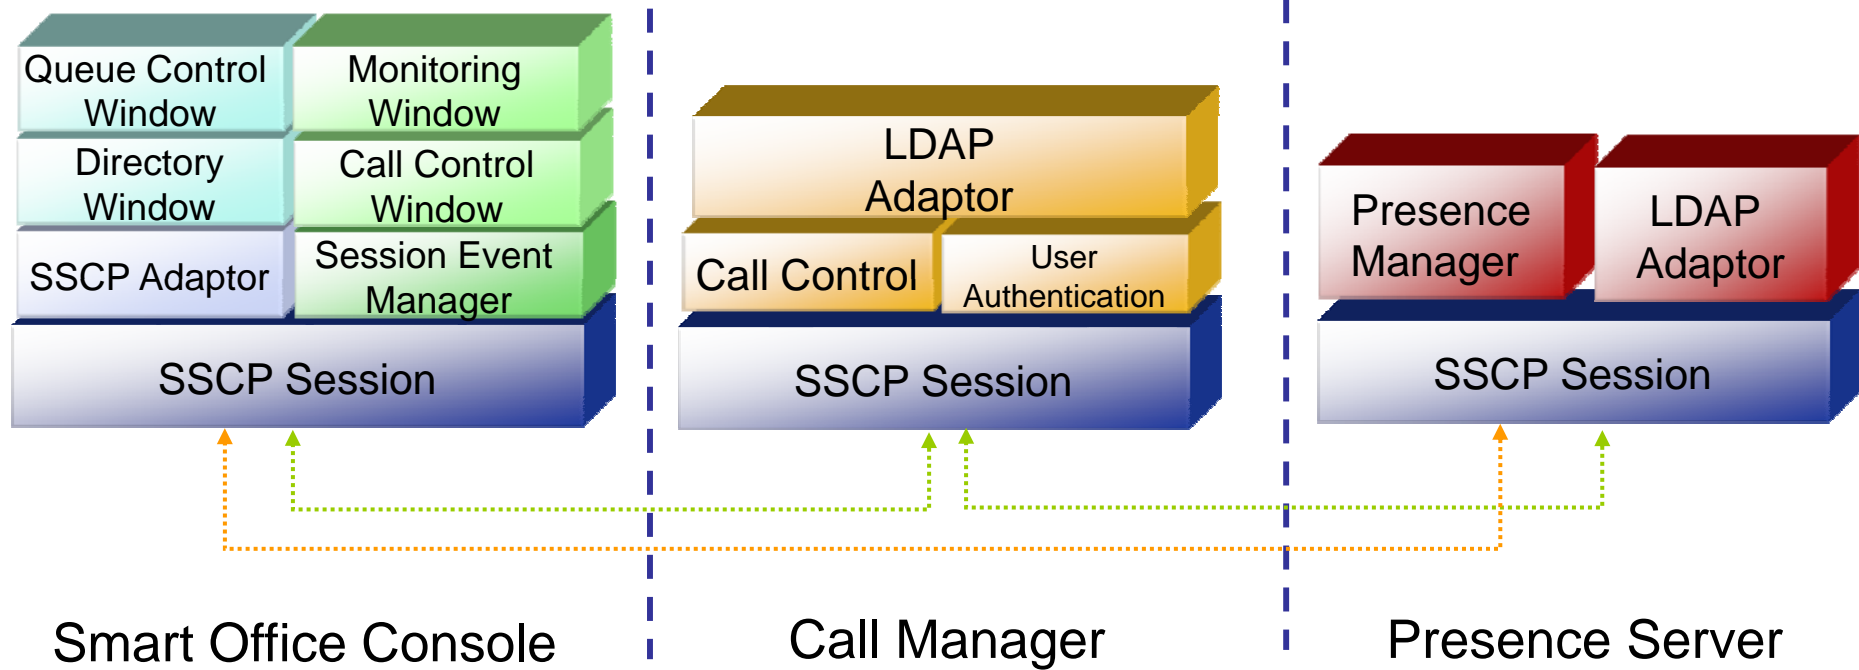 Queue Control
Window
Monitoring
Window
Directory
Window
Call Control
Window
SSCP Adaptor
Session Event
Manager
SSCP Session
LDAP
Adaptor
Call Control
User
Authentication
SSCP Session
Presence
Manager
LDAP
Adaptor
SSCP Session
Smart Office Console
Call Manager
Presence Server